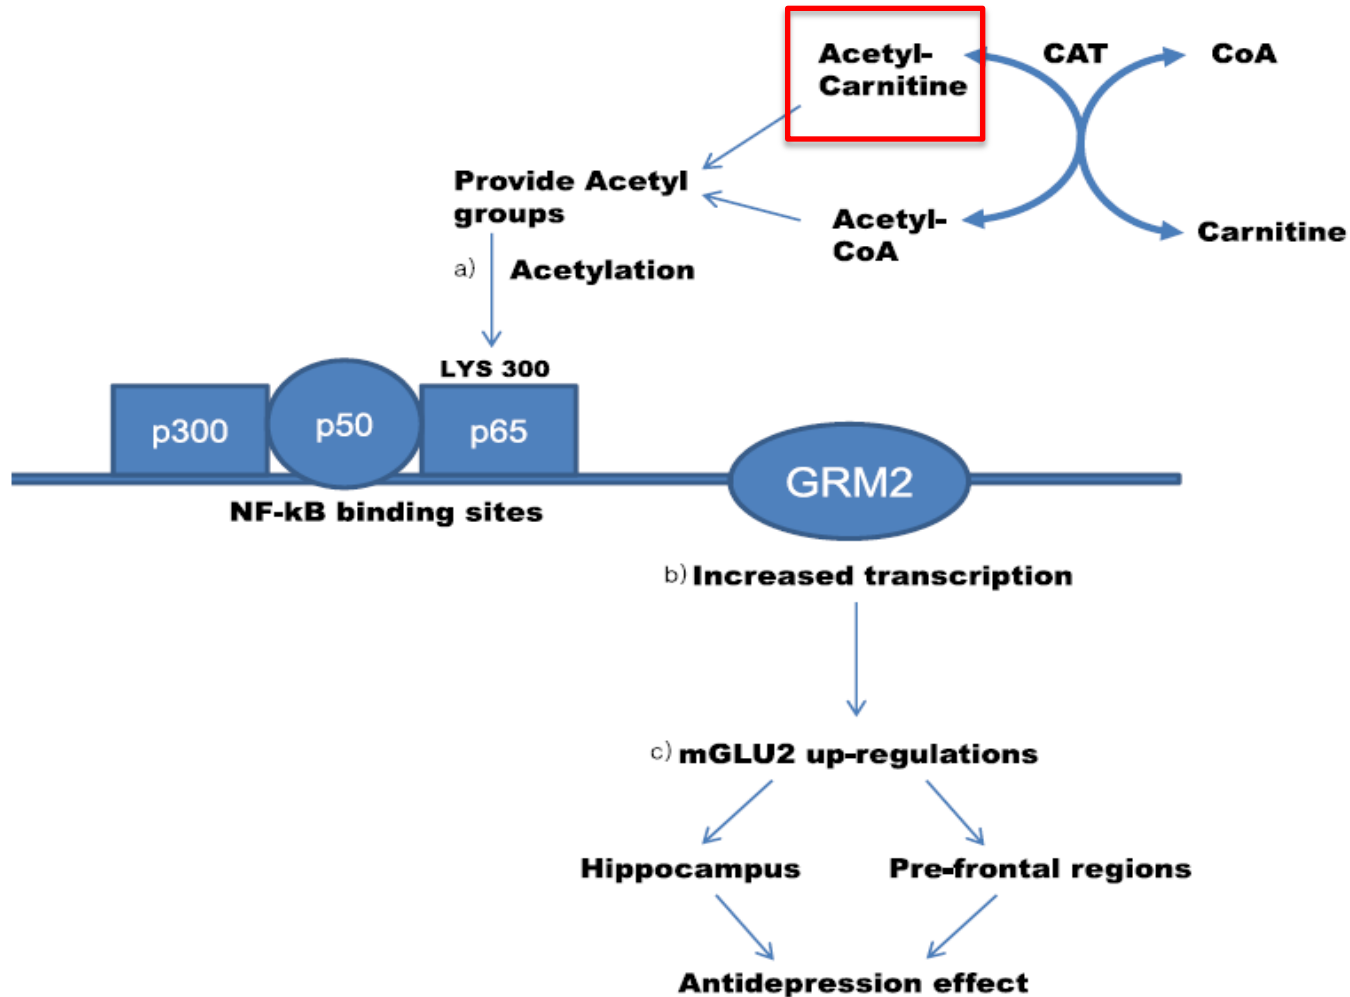 Acetyl-
Carnitine
CAT
CoA
Provide Acetyl
groups
Acetyl-
CoA
Carnitine
a) Acetylation
LYS 300
p300
p50
p65
GRM2
NF-kB binding sites
b) Increased transcription
c) mGLU2 up-regulations
Hippocampus
Pre-frontal regions
Antidepression effect